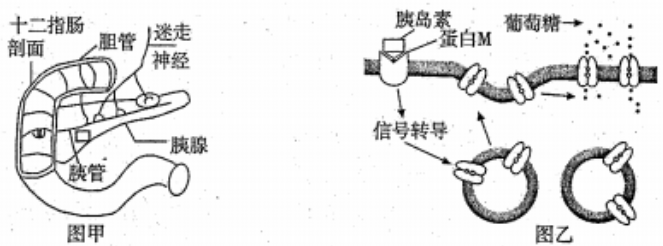 十二指肠
剖面
胆管
迷走
神经
胰腺
胰管
图甲
胰岛素
蛋白M
葡萄糖
信号转导
图乙